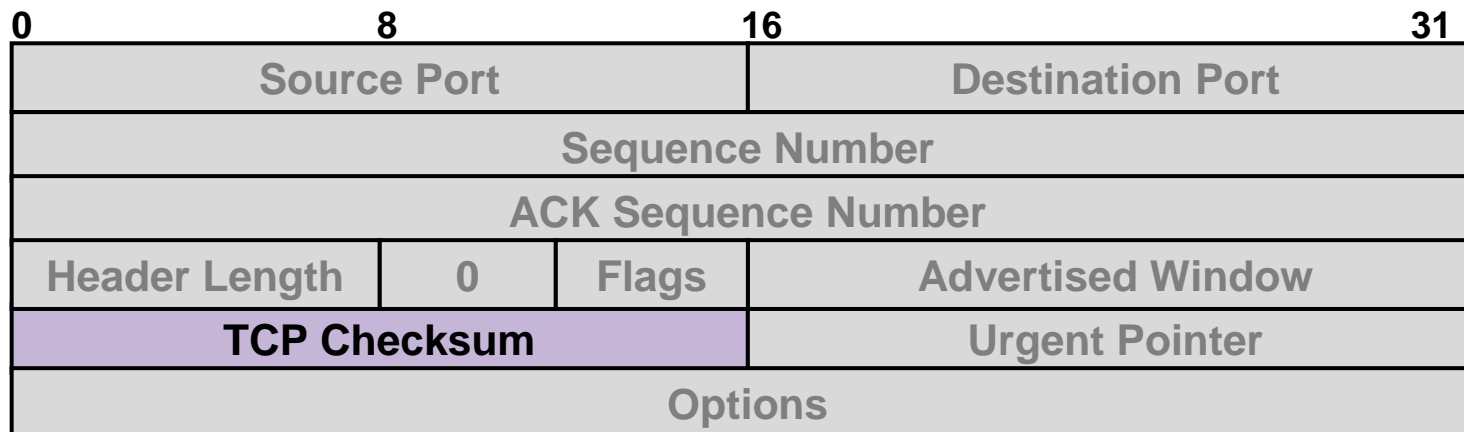 0 8 16 31
Source Port Destination Port
Sequence Number
ACK Sequence Number
Header Length 0 Flags Advertised Window
TCP Checksum Urgent Pointer
Options